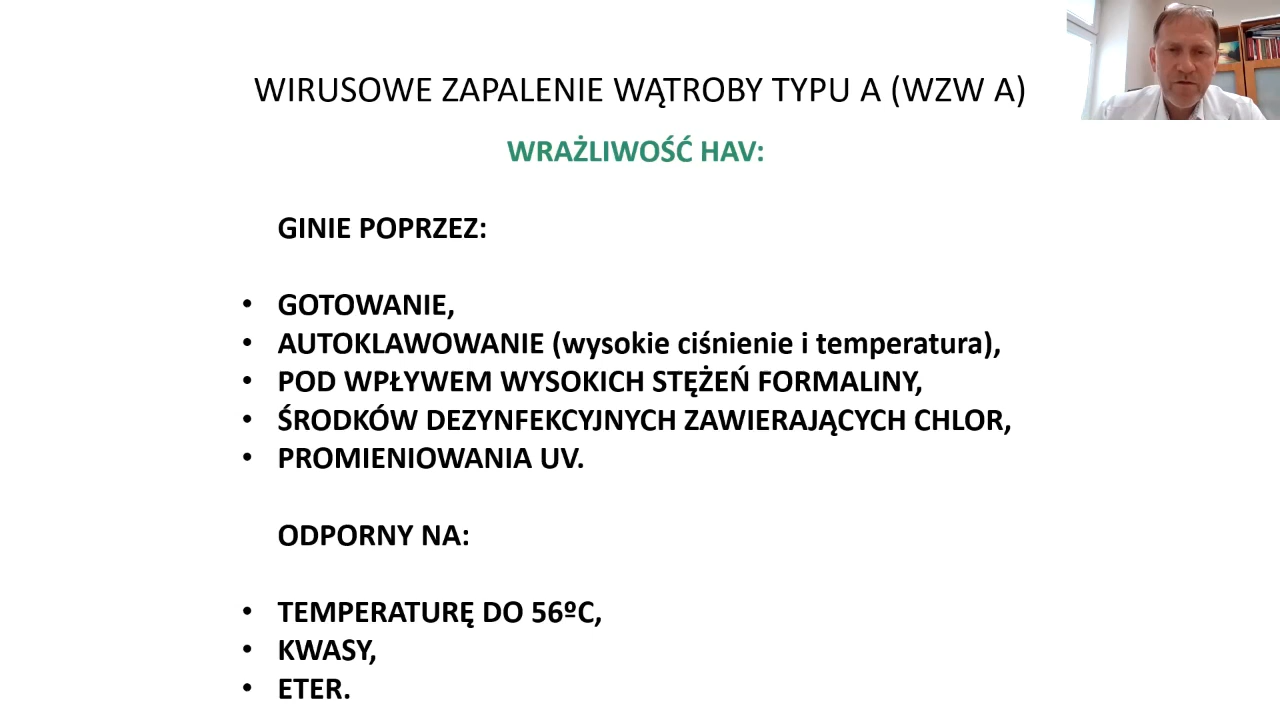 WIRUSOWE ZAPALENIE WĄTROBY TYPU A (WZW A)
WRAŻLIWOŚĆ HAV:
GINIE POPRZEZ:
• GOTOWANIE,
• AUTOKLAWOWANIE (wysokie ciśnienie i temperatura),
• POD WPŁYWEM WYSOKICH STĘŻEŃ FORMALINY,
• ŚRODKÓW DEZYNFEKCYJNYCH ZAWIERAJĄCYCH CHLOR,
• PROMIENIOWANIA UV.
ODPORNY NA:
• TEMPERATURĘ DO 56ºC,
• KWASY,
• ETER.